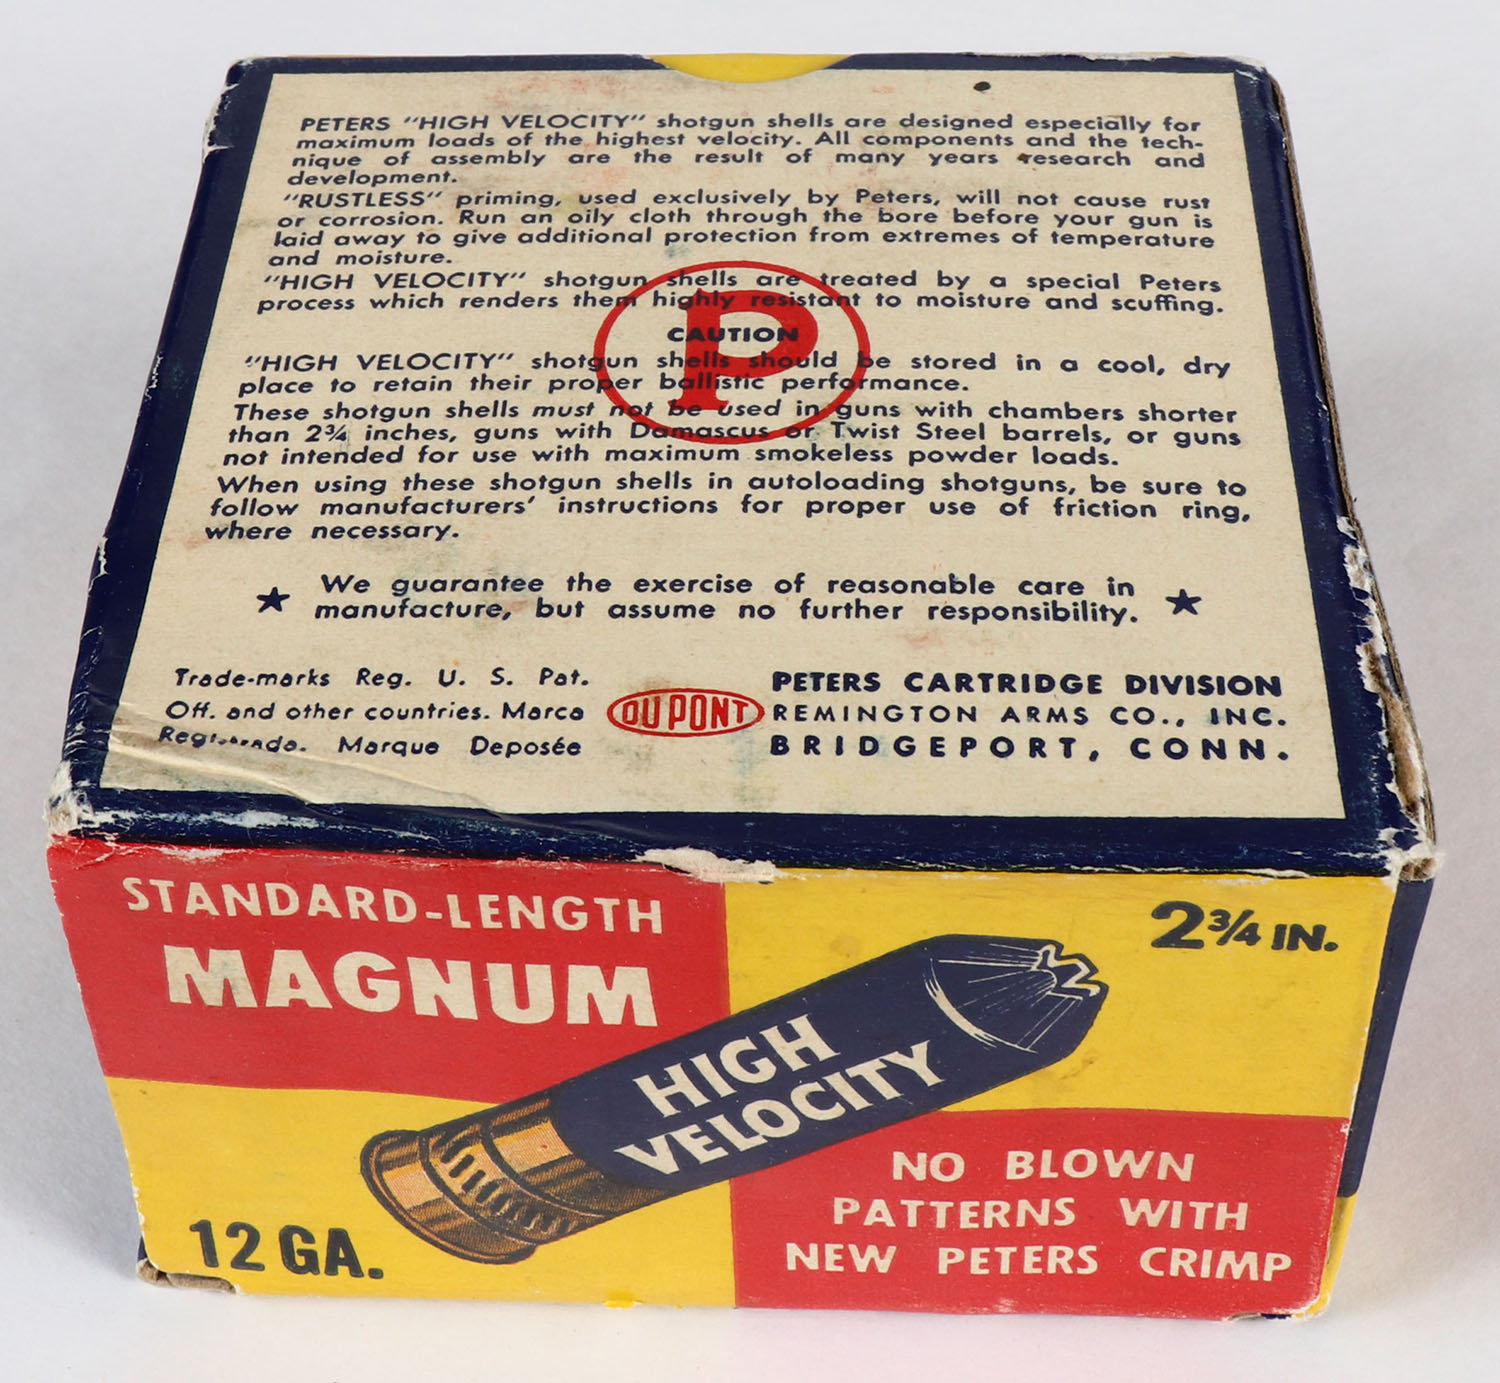 PETERS "HIGH VELOCITY" shotgun shells are designed especially for
maximum loads of the highest velocity. All components and the tech-
nique of assembly are the result of many years research and
development.
"RUSTLESS" priming, used exclusively by Peters, will not cause rust
or corrosion. Run an oily cloth through the bore before your gun is
laid away to give additional protection from extremes of temperature
and moisture.
"HIGH VELOCITY" shotgun shells are treated by a special Peters
process which renders them highly resistant to moisture and scuffing.
P
CAUTION
"HIGH VELOCITY" shotgun shells should be stored in a cool, dry
place to retain their proper ballistic performance.
These shotgun shells must not be used in guns with chambers shorter
than 2¾ inches, guns with Damascus or Twist Steel barrels, or guns
not intended for use with maximum smokeless powder loads.
When using these shotgun shells in autoloading shotguns, be sure to
follow manufacturers' instructions for proper use of friction ring,
where necessary.
★ We guarantee the exercise of reasonable care in
manufacture, but assume no further responsibility. ★
Trade-marks Reg. U. S. Pat.
Off. and other countries. Marca
Marque Deposée
DU PONT
PETERS CARTRIDGE DIVISION
REMINGTON ARMS CO., INC.
BRIDGEPORT, CONN.
STANDARD-LENGTH
MAGNUM
2¾ IN.
HIGH
VELOCITY
12 GA.
NO BLOWN
PATTERNS WITH
NEW PETERS CRIMP